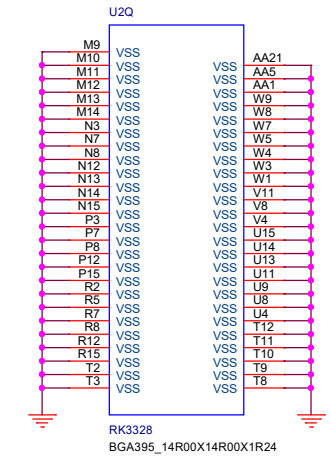 U2Q
M9 VSS
M10 VSS VSS AA21
M11 VSS VSS AA5
M12 VSS VSS AA1
M13 VSS VSS W9
M14 VSS VSS W8
N3 VSS VSS W7
N7 VSS VSS W5
N8 VSS VSS W4
N12 VSS VSS W3
N13 VSS VSS W1
N14 VSS VSS V11
N15 VSS VSS V8
P3 VSS VSS V4
P7 VSS VSS U15
P8 VSS VSS U14
P12 VSS VSS U13
P15 VSS VSS U11
R2 VSS VSS U9
R5 VSS VSS U8
R7 VSS VSS U4
R8 VSS VSS T12
R12 VSS VSS T11
R15 VSS VSS T10
T2 VSS VSS T9
T3 VSS VSS T8
RK3328
BGA395_14R00X14R00X1R24